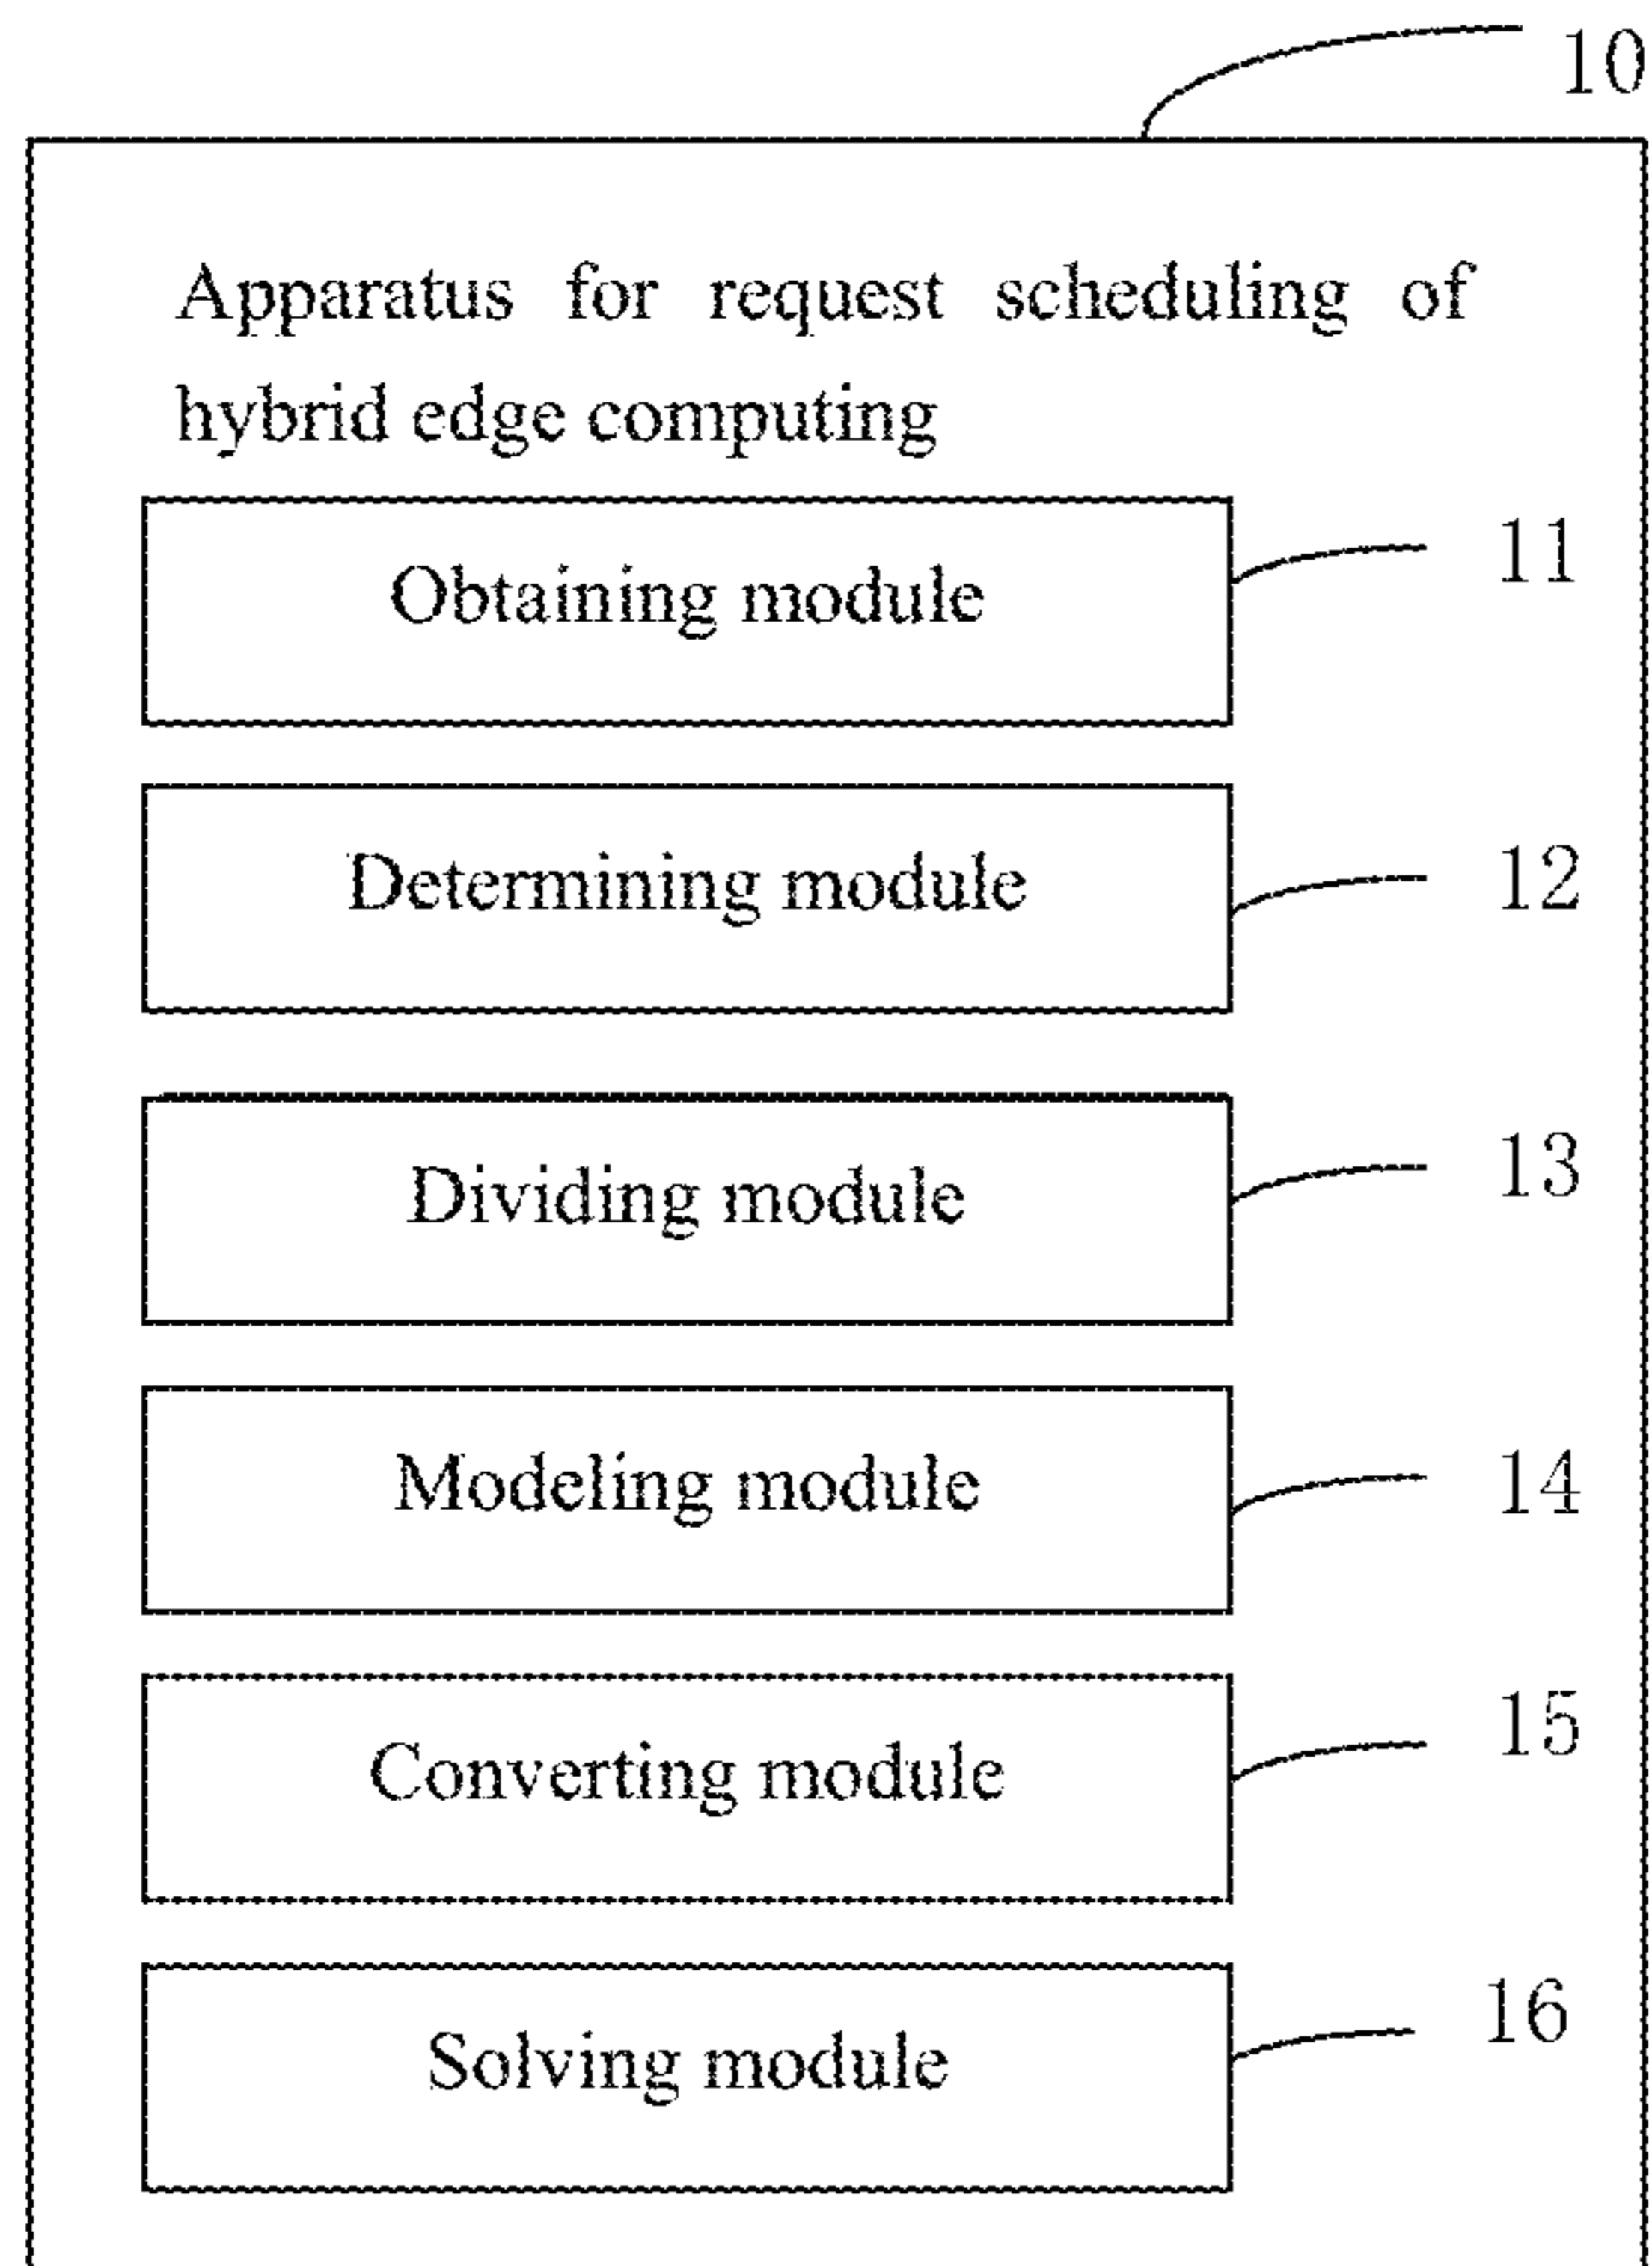 10
Apparatus for request scheduling of
hybrid edge computing
Obtaining module
11
Determining module
12
Dividing module
13
Modeling module
14
Converting module
15
Solving module
16